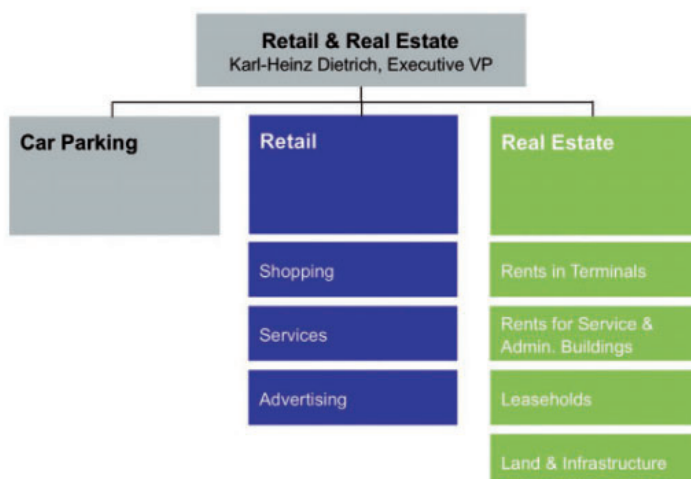 Retail & Real Estate
Karl-Heinz Dietrich, Executive VP
Car Parking
Retail
Real Estate
Shopping
Rents in Terminals
Services
Rents for Service &
Admin. Buildings
Advertising
Leaseholds
Land & Infrastructure